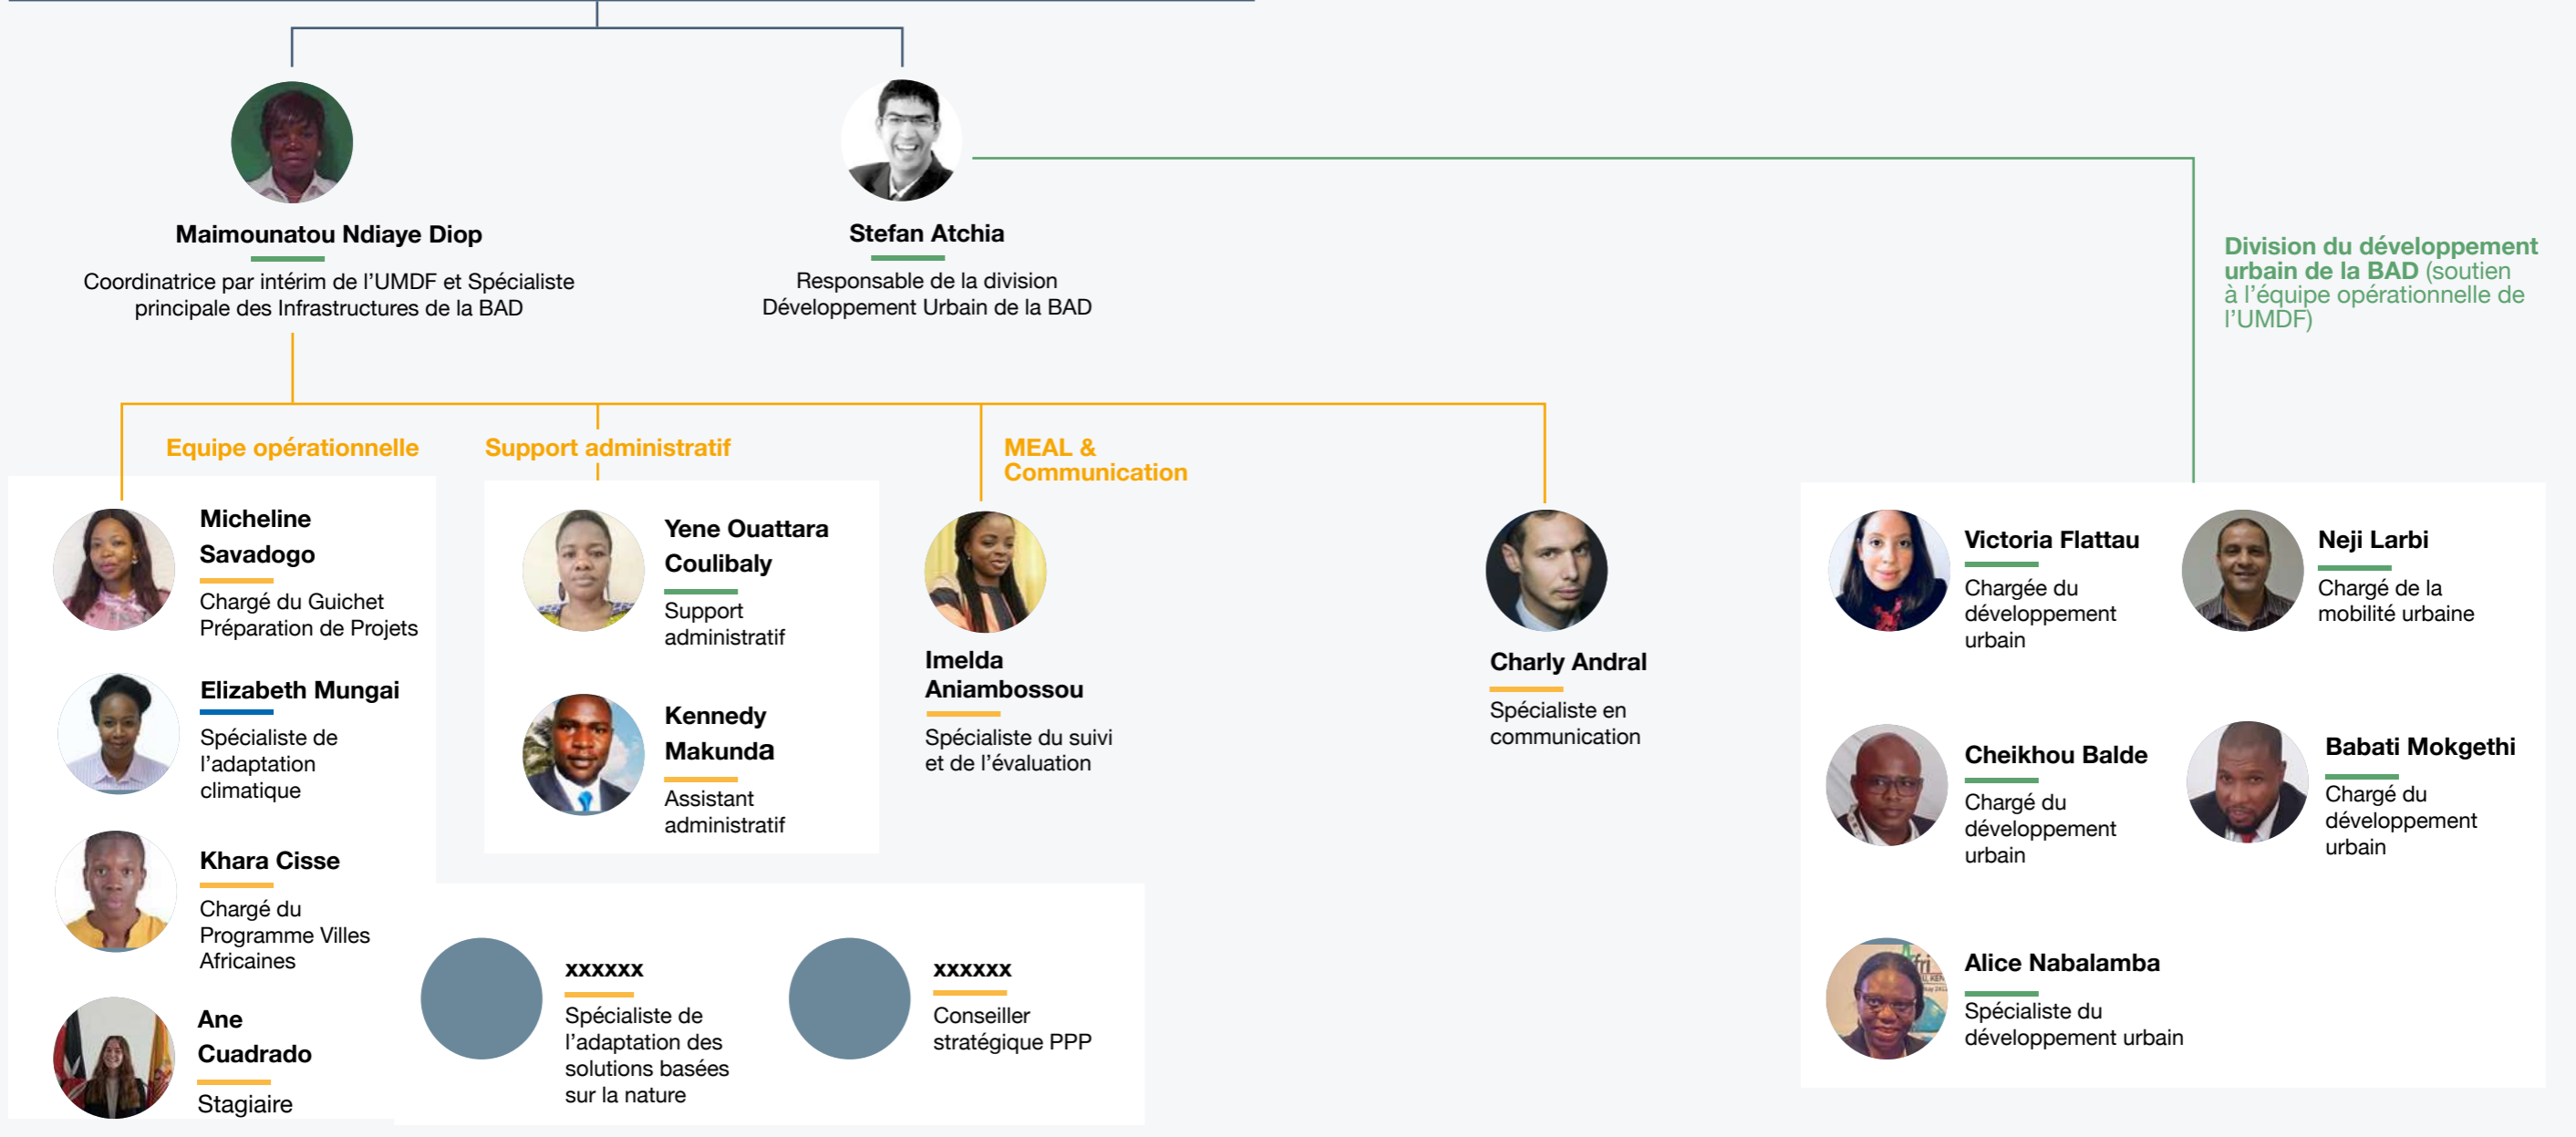 Maimounatou Ndiaye Diop
Coordinatrice par intérim de l’UMDF et Spécialiste
principale des Infrastructures de la BAD
Stefan Atchia
Responsable de la division
Développement Urbain de la BAD
Division du développement
urbain de la BAD (soutien
à l’équipe opérationnelle de
l’UMDF)
Equipe opérationnelle
Micheline
Savadogo
Chargé du Guichet
Préparation de Projets
Elizabeth Mungai
Spécialiste de
l’adaptation
climatique
Khara Cisse
Chargé du
Programme Villes
Africaines
Ane
Cuadrado
Stagiaire
xxxxxx
Spécialiste de
l’adaptation des
solutions basées
sur la nature
xxxxxx
Conseiller
stratégique PPP
Support administratif
Yene Ouattara
Coulibaly
Support
administratif
Kennedy
Makunda
Assistant
administratif
MEAL &
Communication
Imelda
Aniambossou
Spécialiste du suivi
et de l’évaluation
Charly Andral
Spécialiste en
communication
Victoria Flattau
Chargée du
développement
urbain
Neji Larbi
Chargé de la
mobilité urbaine
Cheikhou Balde
Chargé du
développement
urbain
Babati Mokgethi
Chargé du
développement
urbain
Alice Nabalamba
Spécialiste du
développement urbain